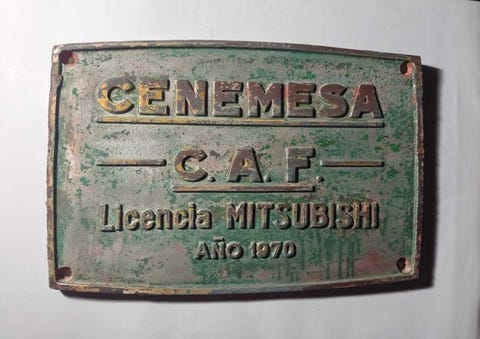 CENEMESA
C.A.F.
Licencia MITSUBISHI
AÑO 1970